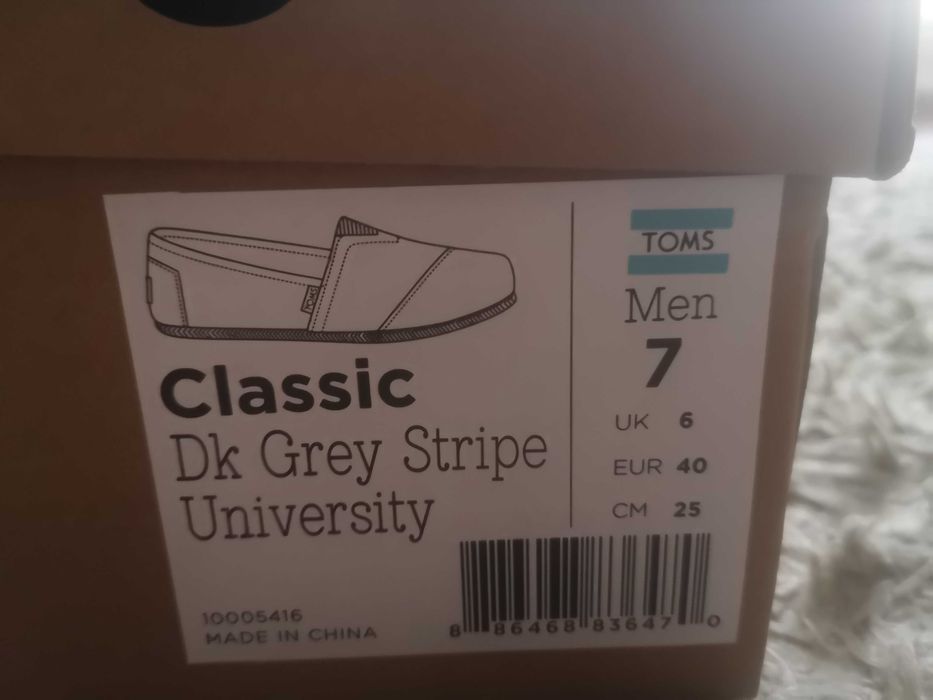 TOMS
Classic
Dk Grey Stripe
University
10005416
MADE IN CHINA
TOMS
Men
7
UK 6
EUR 40
CM 25
8 86468 83647 0